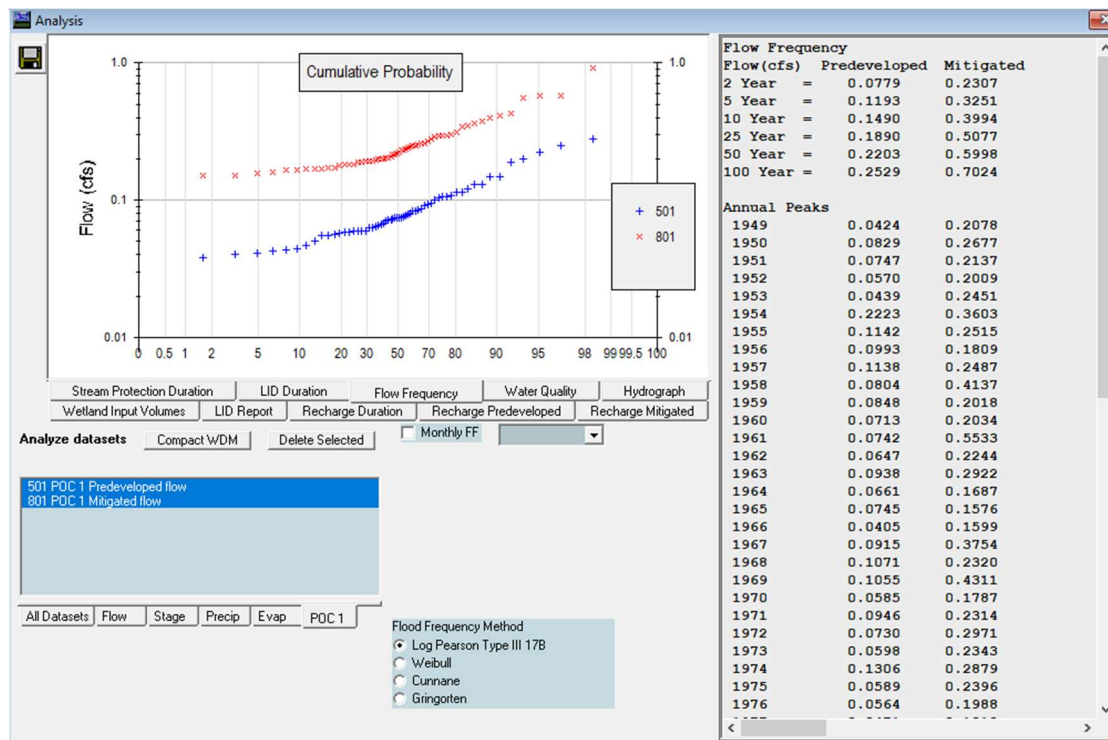 Analysis
Cumulative Probability
Flow (cfs)
1.0
0.1
0.01
1.0
0.01
501
801
0 0.5 1 2 5 10 20 30 50 70 80 90 95 98 99 99.5 100
Stream Protection Duration LID Duration Flow Frequency Water Quality Hydrograph
Wetland Input Volumes LID Report Recharge Duration Recharge Predeveloped Recharge Mitigated
Analyze datasets Compact WDM Delete Selected Monthly FF
501 POC 1 Predeveloped flow
801 POC 1 Mitigated flow
All Datasets Flow Stage Precip Evap POC 1
Flood Frequency Method
Log Pearson Type III 17B
Weibull
Cunnane
Gringorten
Flow Frequency
Flow(cfs) Predeveloped Mitigated
2 Year = 0.0779 0.2307
5 Year = 0.1193 0.3251
10 Year = 0.1490 0.3994
25 Year = 0.1890 0.5077
50 Year = 0.2203 0.5998
100 Year = 0.2529 0.7024
Annual Peaks
1949 0.0424 0.2078
1950 0.0829 0.2677
1951 0.0747 0.2137
1952 0.0570 0.2009
1953 0.0439 0.2451
1954 0.2223 0.3603
1955 0.1142 0.2515
1956 0.0993 0.1809
1957 0.1138 0.2487
1958 0.0804 0.4137
1959 0.0848 0.2018
1960 0.0713 0.2034
1961 0.0742 0.5533
1962 0.0647 0.2244
1963 0.0938 0.2922
1964 0.0661 0.1687
1965 0.0745 0.1576
1966 0.0405 0.1599
1967 0.0915 0.3754
1968 0.1071 0.2320
1969 0.1055 0.4311
1970 0.0585 0.1787
1971 0.0946 0.2314
1972 0.0730 0.2971
1973 0.0598 0.2343
1974 0.1306 0.2879
1975 0.0589 0.2396
1976 0.0564 0.1988